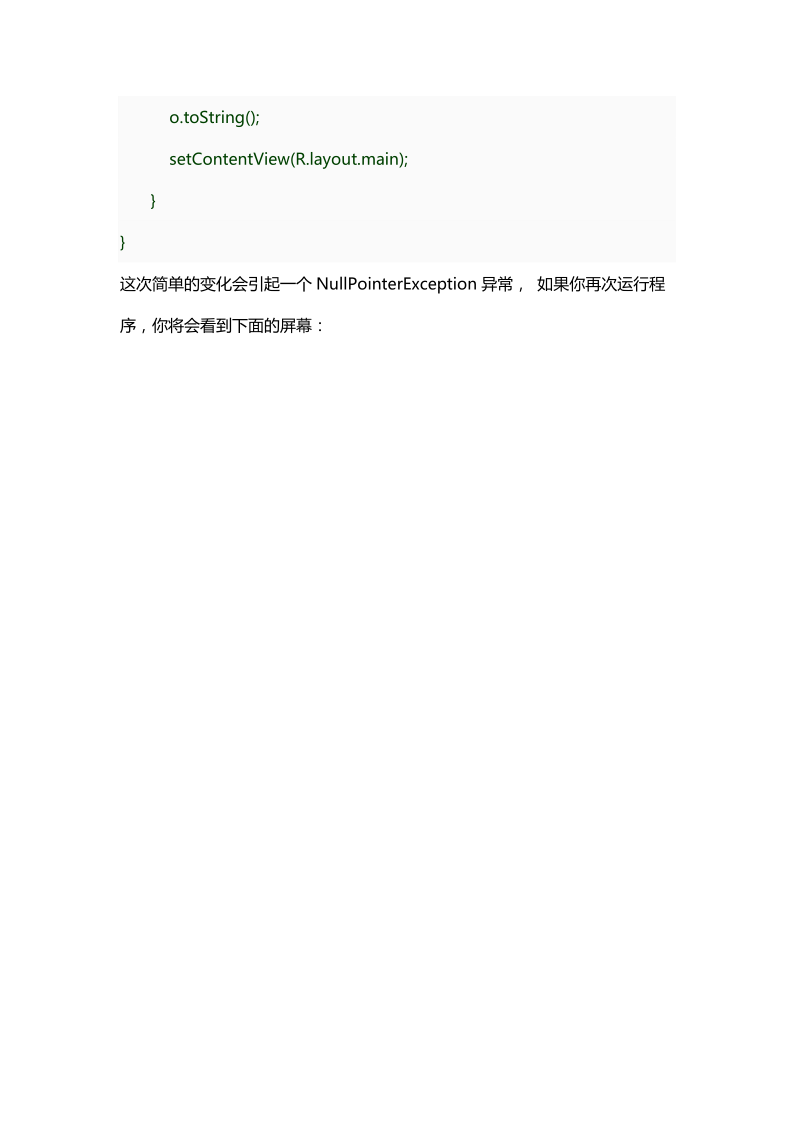 o.toString();
setContentView(R.layout.main);
}
}
这次简单的变化会引起一个 NullPointerException 异常， 如果你再次运行程
序，你将会看到下面的屏幕：